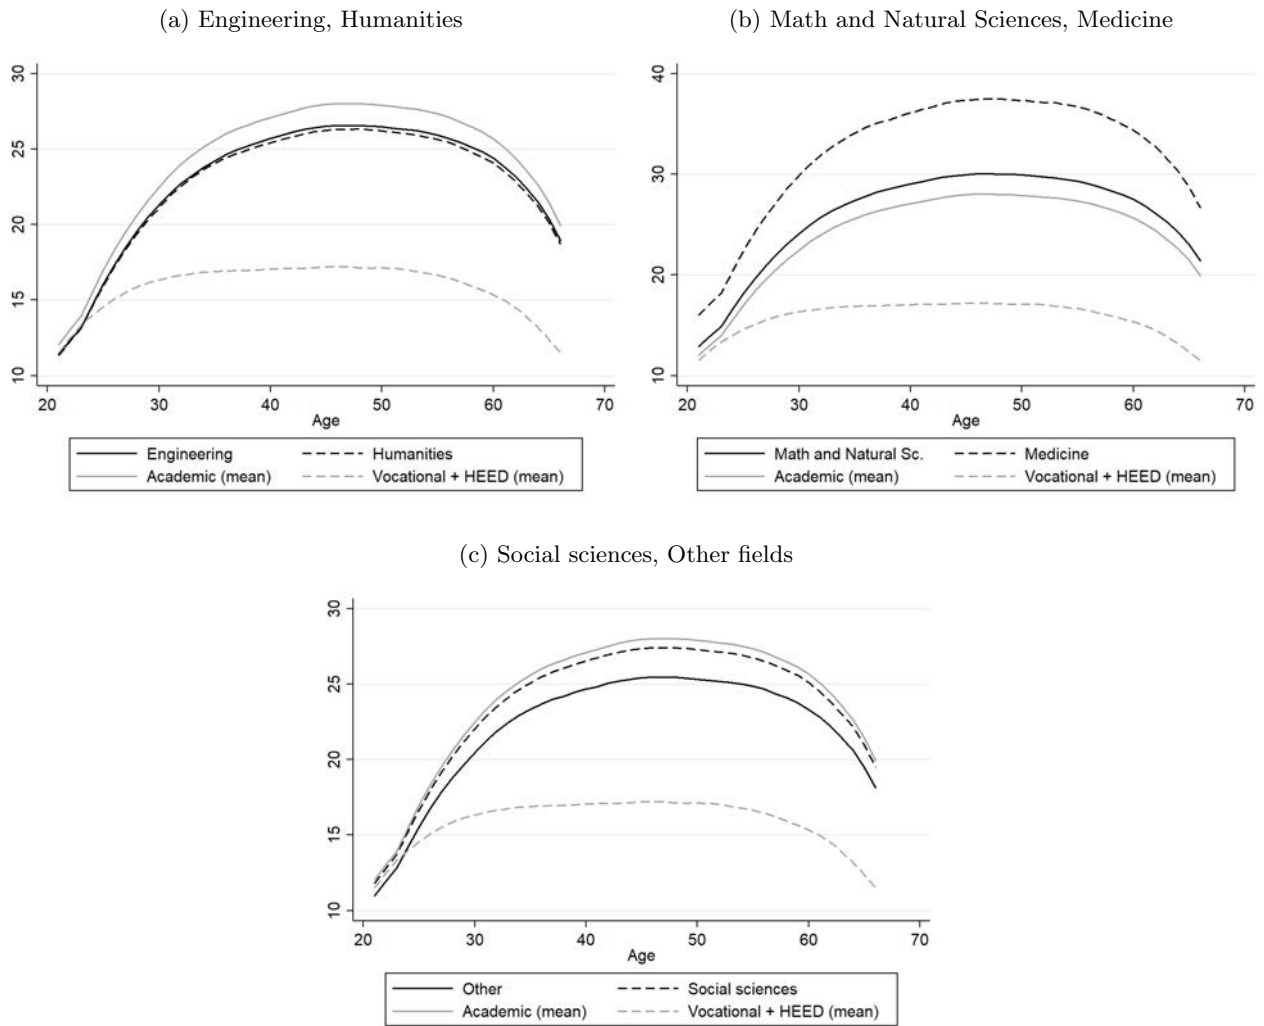 (a) Engineering, Humanities
30
25
20
15
10
20 30 40 50 60 70
Age
Engineering Humanities
Academic (mean) Vocational + HEED (mean)
(b) Math and Natural Sciences, Medicine
40
30
20
10
20 30 40 50 60 70
Age
Math and Natural Sc. Medicine
Academic (mean) Vocational + HEED (mean)
(c) Social sciences, Other fields
30
25
20
15
10
20 30 40 50 60 70
Age
Other Social sciences
Academic (mean) Vocational + HEED (mean)